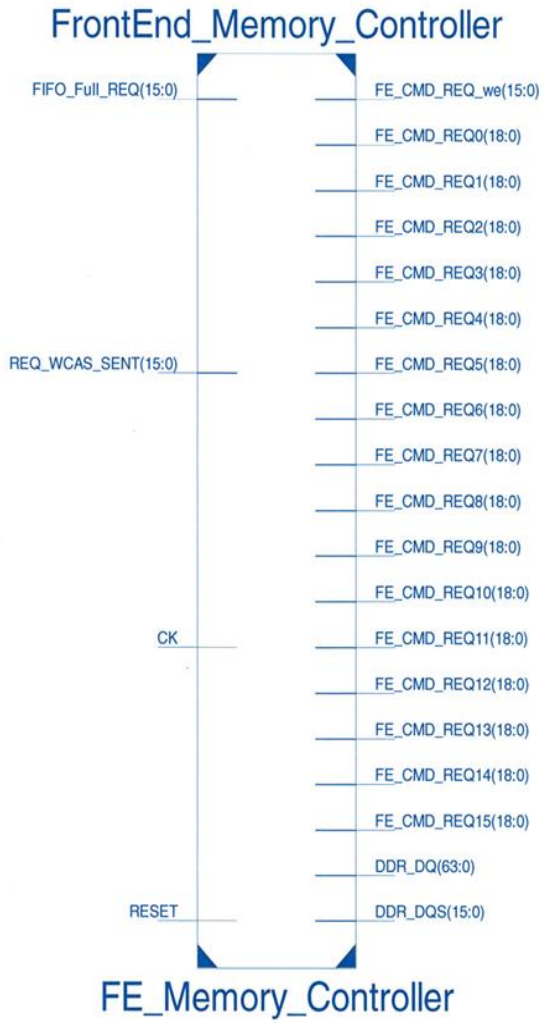 FrontEnd_Memory_Controller
FIFO_Full_REQ(15:0)
FE_CMD_REQ_we(15:0)
FE_CMD_REQ0(18:0)
FE_CMD_REQ1(18:0)
FE_CMD_REQ2(18:0)
FE_CMD_REQ3(18:0)
FE_CMD_REQ4(18:0)
REQ_WCAS_SENT(15:0)
FE_CMD_REQ5(18:0)
FE_CMD_REQ6(18:0)
FE_CMD_REQ7(18:0)
FE_CMD_REQ8(18:0)
FE_CMD_REQ9(18:0)
FE_CMD_REQ10(18:0)
CK
FE_CMD_REQ11(18:0)
FE_CMD_REQ12(18:0)
FE_CMD_REQ13(18:0)
FE_CMD_REQ14(18:0)
FE_CMD_REQ15(18:0)
DDR_DQ(63:0)
RESET
DDR_DQS(15:0)
FE_Memory_Controller